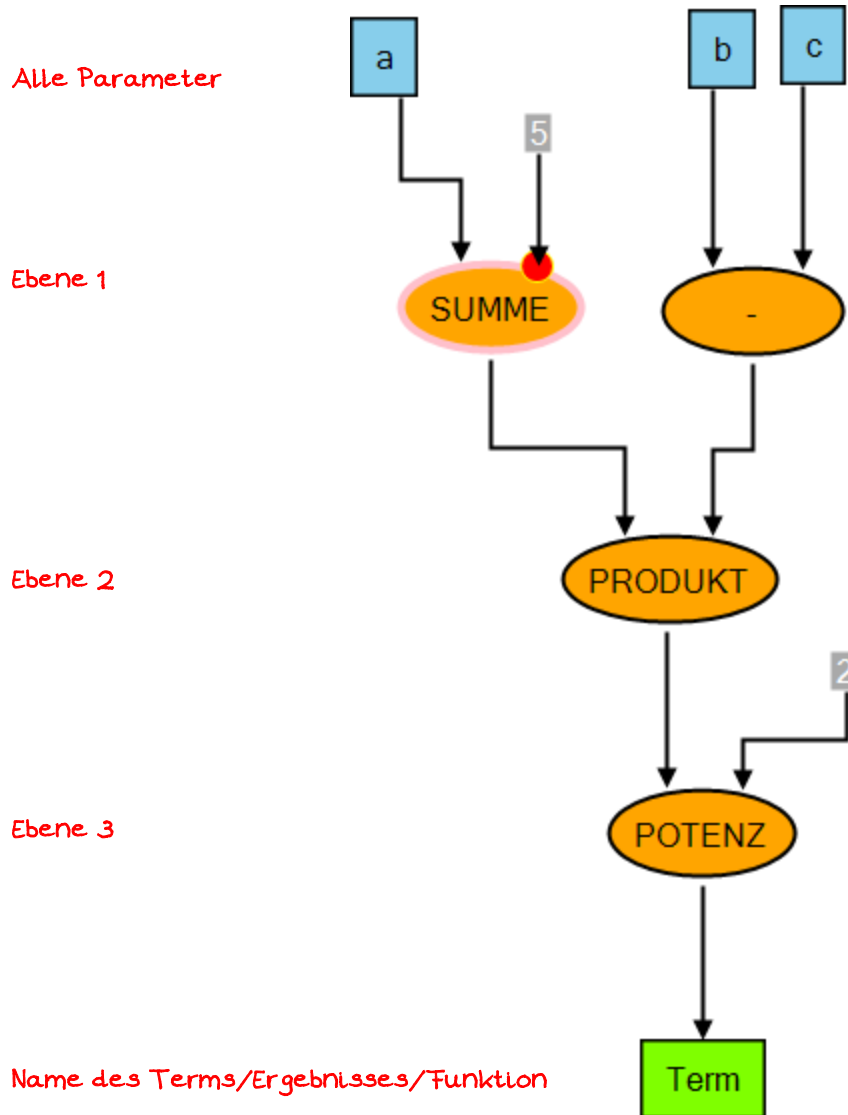 a
b
c
Alle Parameter
5
Ebene 1
SUMME
-
Ebene 2
PRODUKT
2
Ebene 3
POTENZ
Name des Terms/Ergebnisses/Funktion
Term